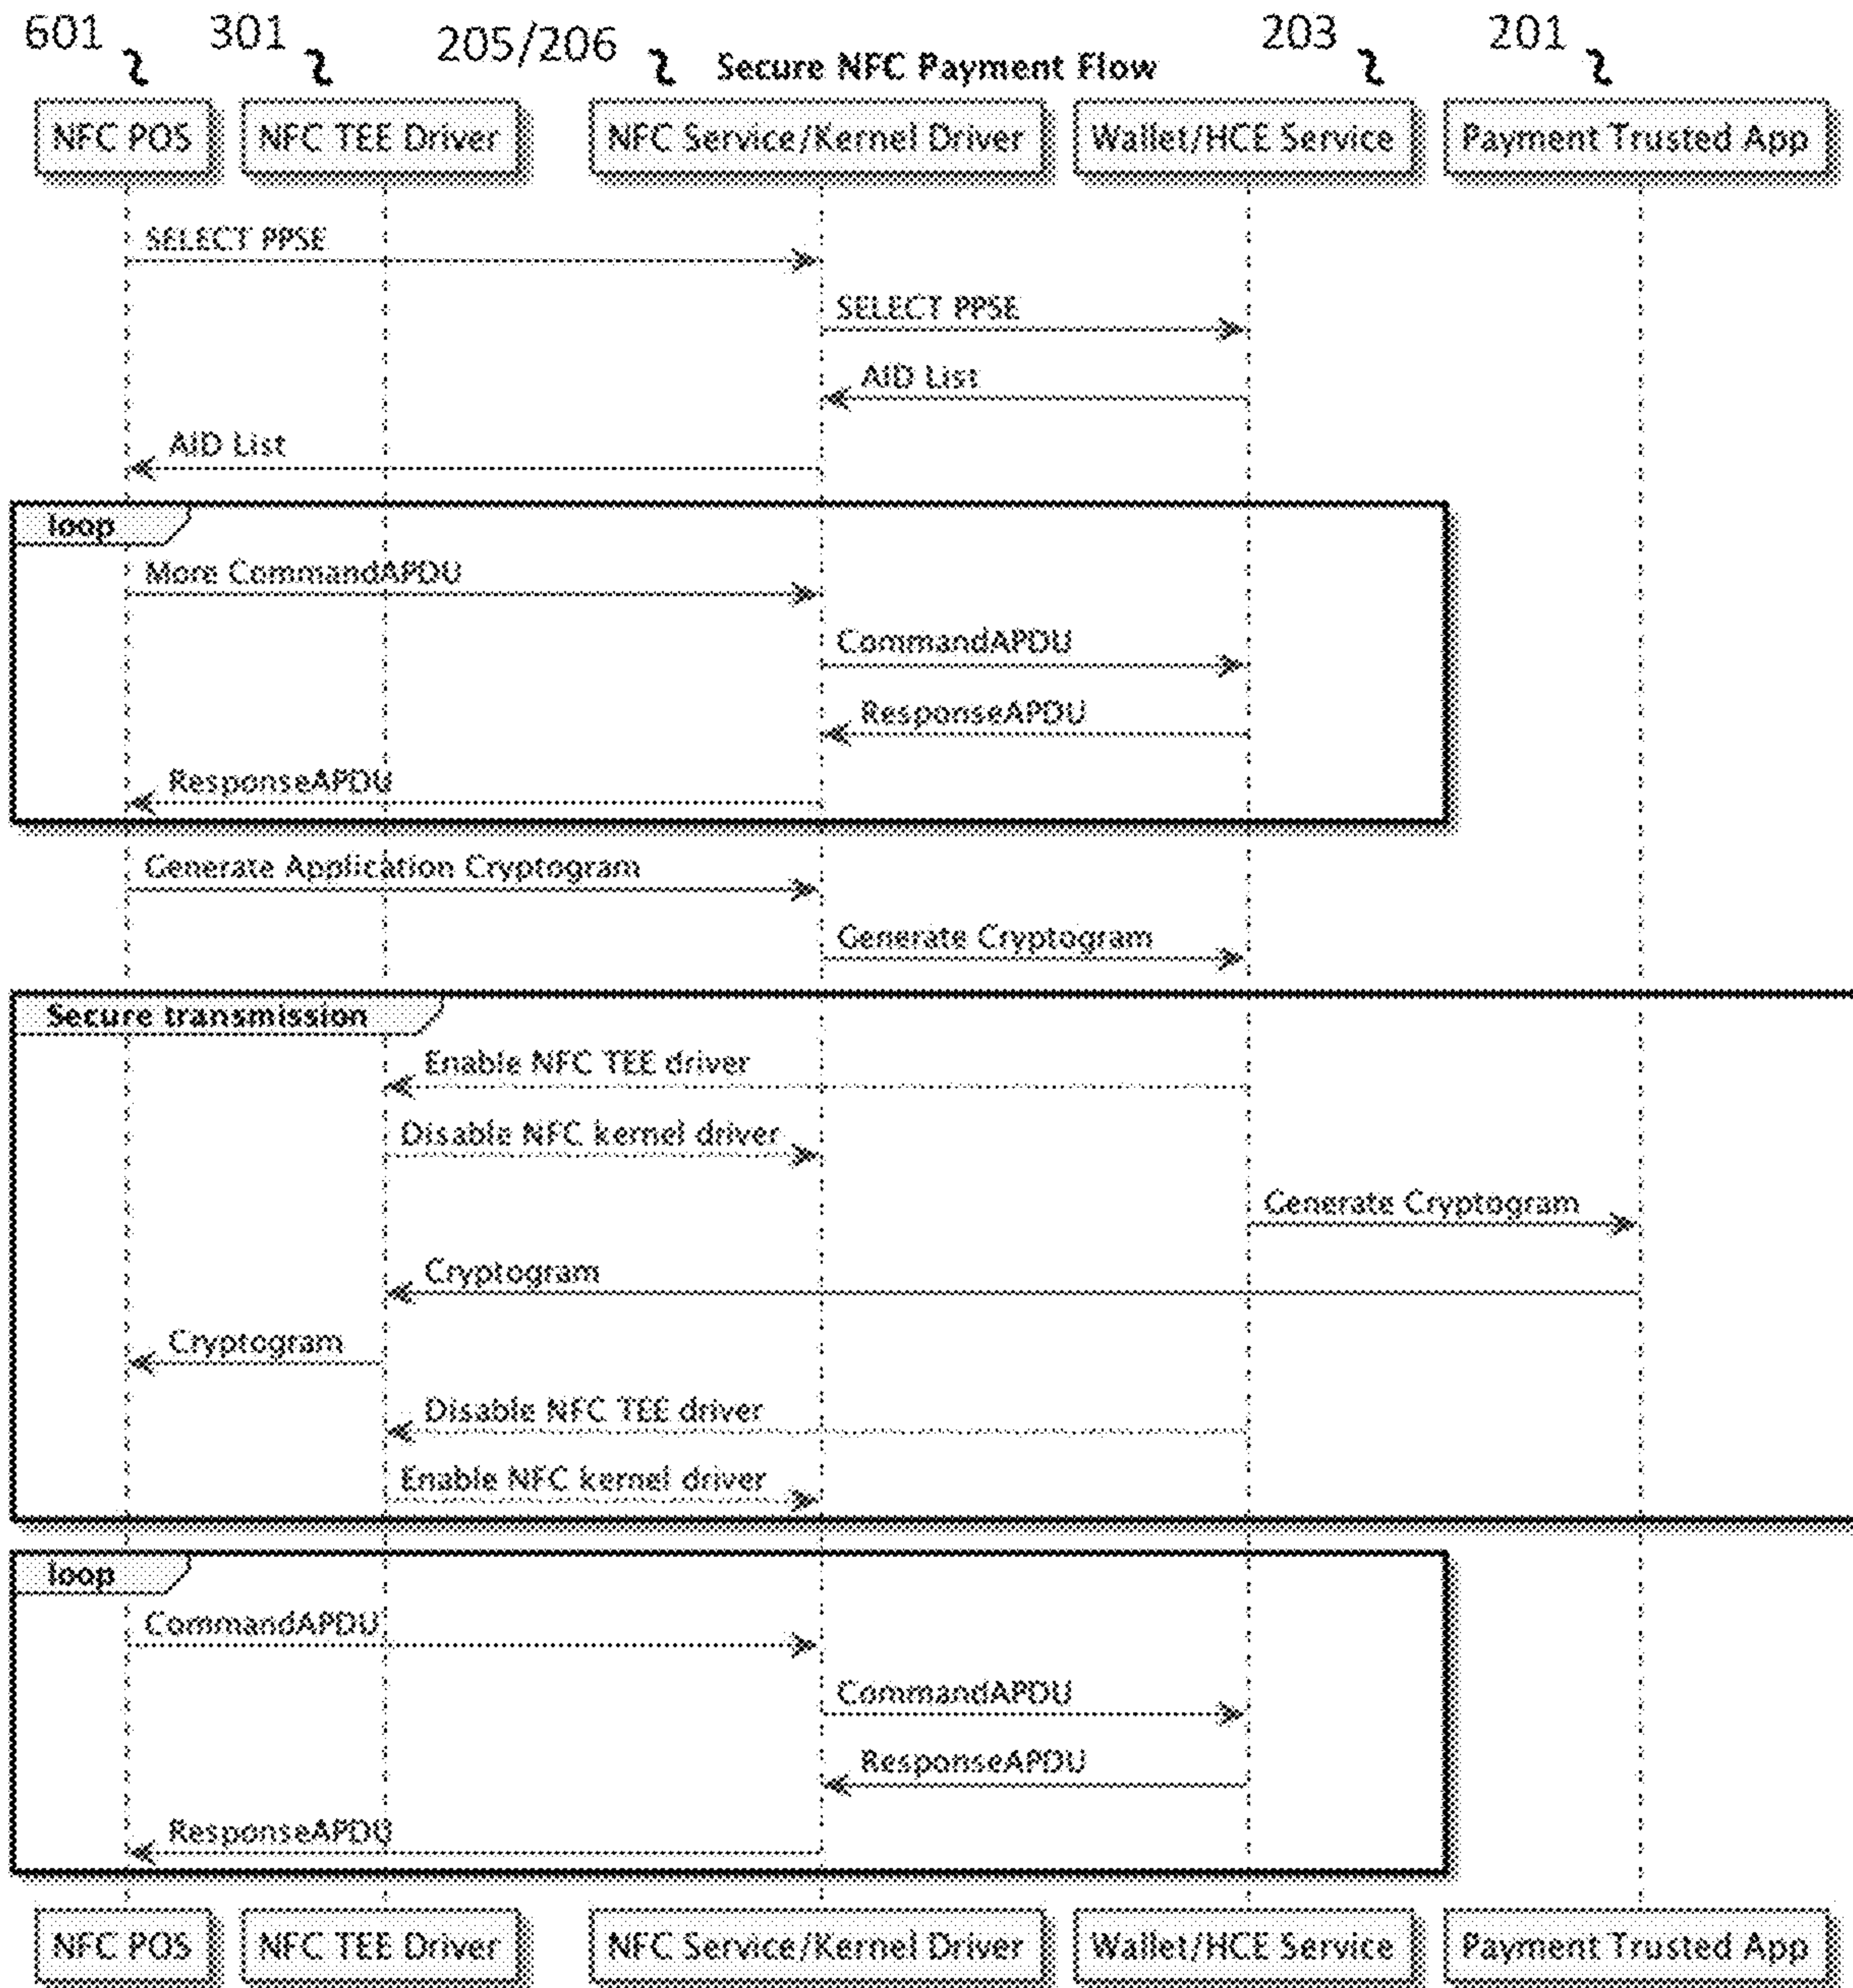 601 301 205/206 203 201
Secure NFC Payment Flow
NFC POS NFC TEE Driver NFC Service/Kernel Driver Wallet/HCE Service Payment Trusted App
SELECT PPSE
SELECT PPSE
AID List
AID List
loop
More CommandAPDU
CommandAPDU
ResponseAPDU
ResponseAPDU
Generate Application Cryptogram
Generate Cryptogram
Secure transmission
Enable NFC TEE driver
Disable NFC kernel driver
Generate Cryptogram
Cryptogram
Cryptogram
Disable NFC TEE driver
Enable NFC kernel driver
loop
CommandAPDU
CommandAPDU
ResponseAPDU
ResponseAPDU
NFC POS NFC TEE Driver NFC Service/Kernel Driver Wallet/HCE Service Payment Trusted App